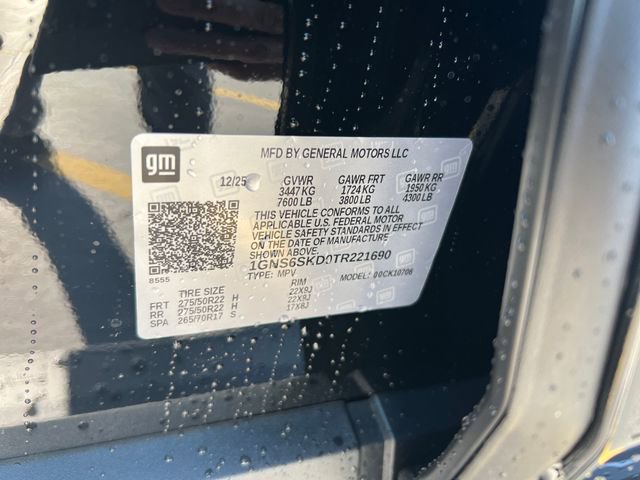 gm
MFD BY GENERAL MOTORS LLC
12/25 GVWR GAWR FRT GAWR RR
3447 KG 1724 KG 1950 KG
7600 LB 3800 LB 4300 LB
THIS VEHICLE CONFORMS TO ALL
APPLICABLE U.S. FEDERAL MOTOR
VEHICLE SAFETY STANDARDS IN EFFECT
ON THE DATE OF MANUFACTURE
SHOWN ABOVE.
1GNS6SKD0TR221690
8555 TYPE: MPV MODEL: 00CK10706
TIRE SIZE RIM
FRT 275/50R22 H 22X9J
RR 275/50R22 H 22X9J
SPA 265/70R17 S 17X8J